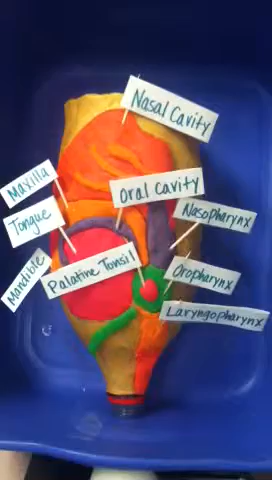 Nasal Cavity
Maxilla
Oral Cavity
Tongue
Nasopharynx
Mandible
Palatine Tonsil
Oropharynx
Laryngopharynx